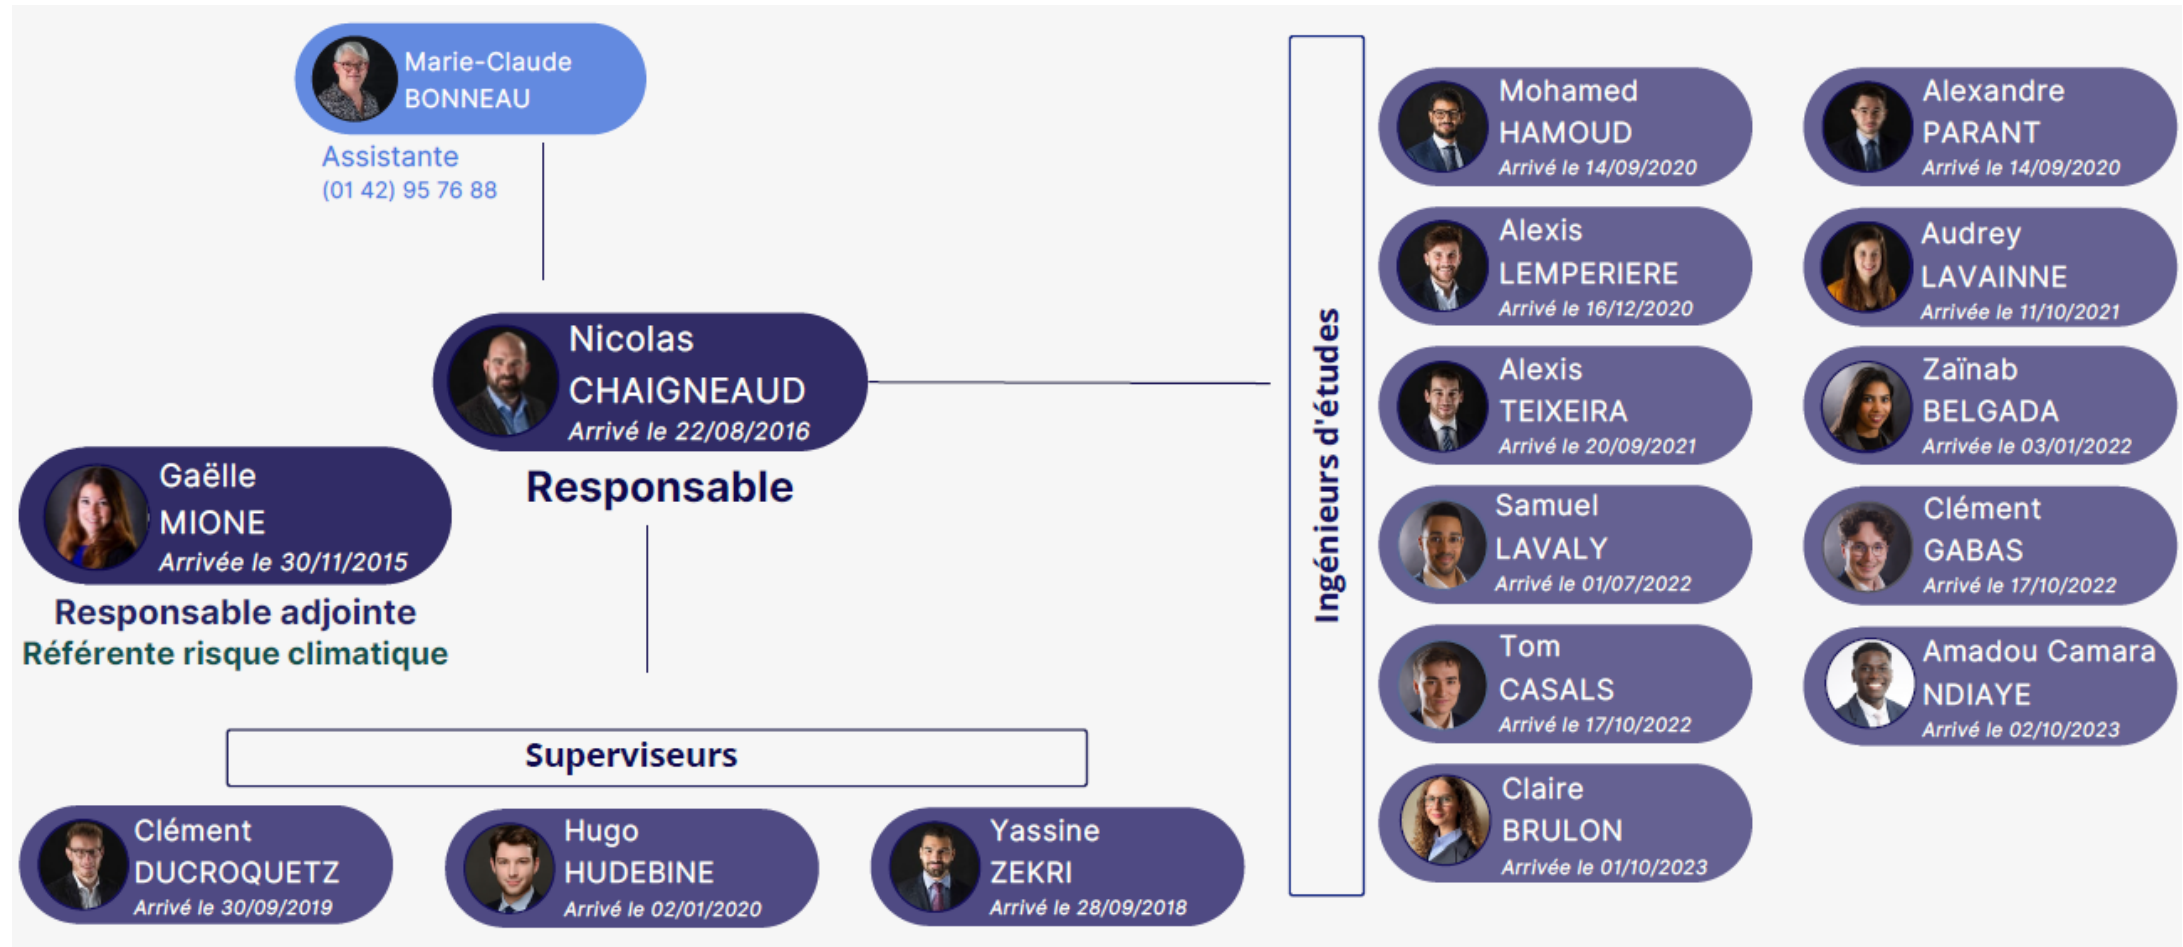 Marie-Claude
BONNEAU
Assistante
(01 42) 95 76 88
Nicolas
CHAIGNEAUD
Arrivé le 22/08/2016
Responsable
Gaëlle
MIONE
Arrivée le 30/11/2015
Responsable adjointe
Référente risque climatique
Superviseurs
Clément
DUCROQUETZ
Arrivé le 30/09/2019
Hugo
HUDEBINE
Arrivé le 02/01/2020
Yassine
ZEKRI
Arrivé le 28/09/2018
Ingénieurs d'études
Mohamed
HAMOUD
Arrivé le 14/09/2020
Alexandre
PARANT
Arrivé le 14/09/2020
Alexis
LEMPERIERE
Arrivé le 16/12/2020
Audrey
LAVAINNE
Arrivée le 11/10/2021
Alexis
TEIXEIRA
Arrivé le 20/09/2021
Zaïnab
BELGADA
Arrivée le 03/01/2022
Samuel
LAVALY
Arrivé le 01/07/2022
Clément
GABAS
Arrivé le 17/10/2022
Tom
CASALS
Arrivé le 17/10/2022
Amadou Camara
NDIAYE
Arrivé le 02/10/2023
Claire
BRULON
Arrivée le 01/10/2023